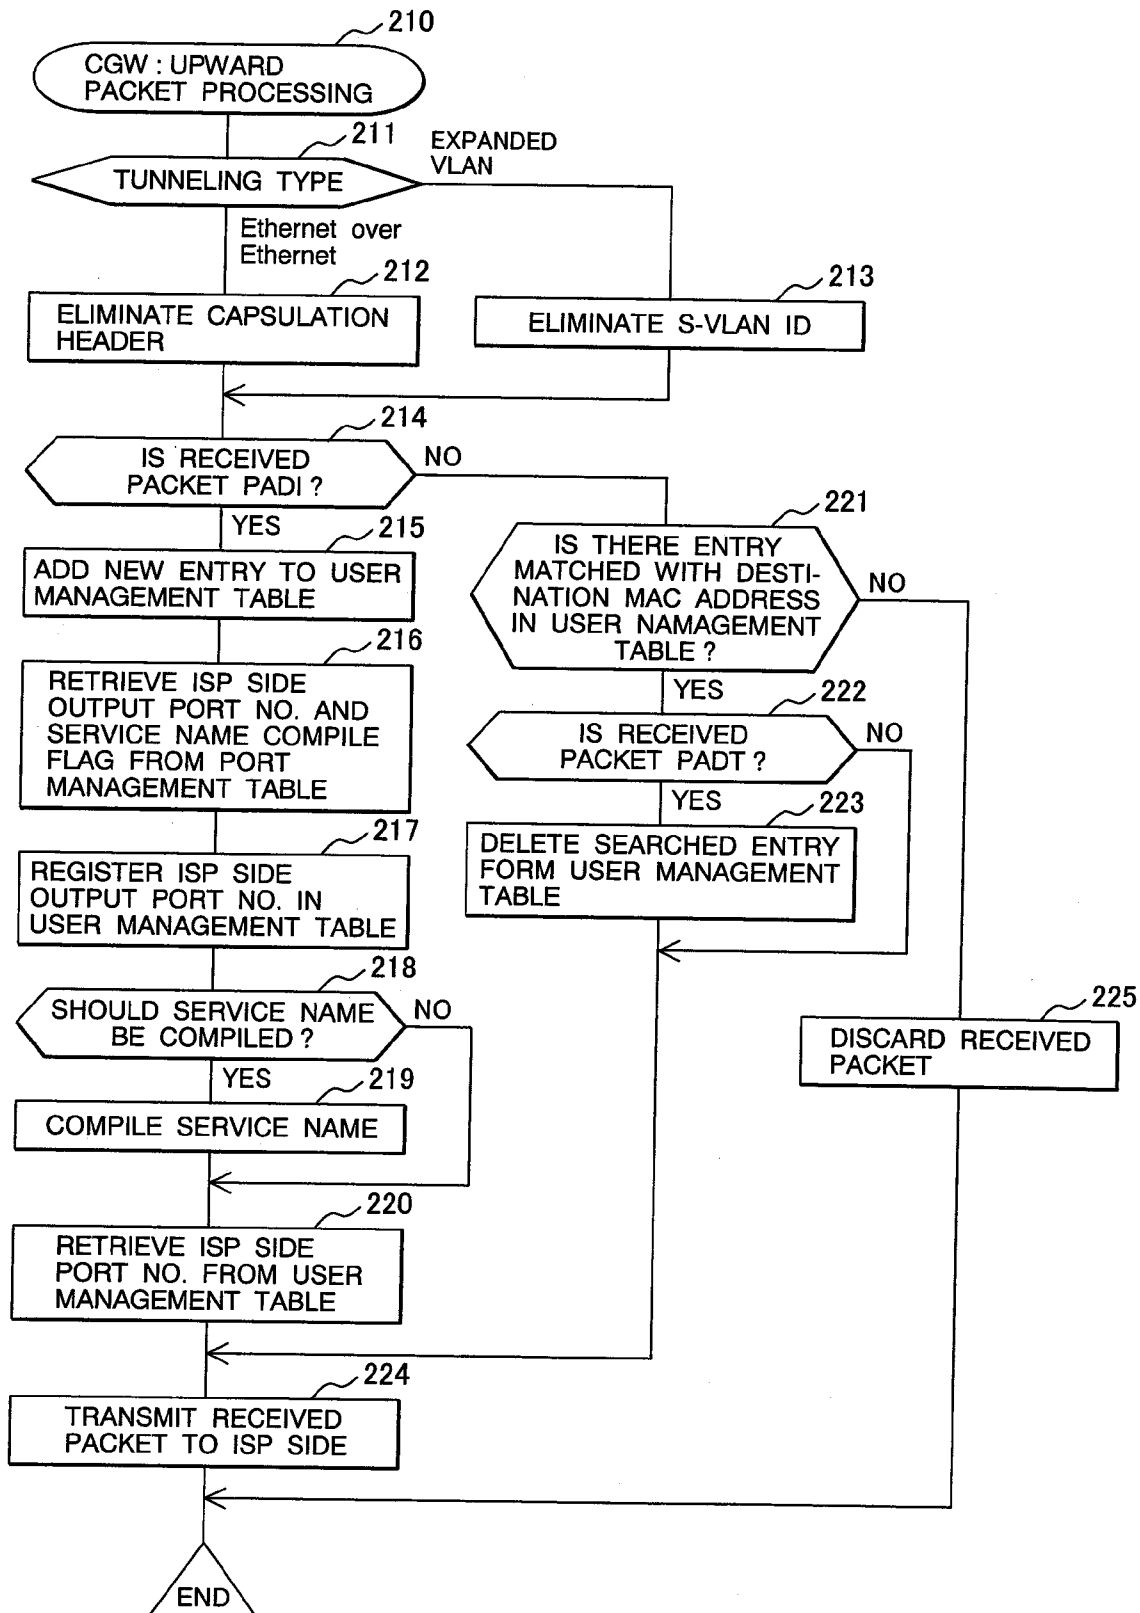 210
CGW : UPWARD
PACKET PROCESSING
211
TUNNELING TYPE
EXPANDED
VLAN
Ethernet over
Ethernet
212
ELIMINATE CAPSULATION
HEADER
213
ELIMINATE S-VLAN ID
214
IS RECEIVED
PACKET PADI ?
NO
YES
215
ADD NEW ENTRY TO USER
MANAGEMENT TABLE
216
RETRIEVE ISP SIDE
OUTPUT PORT NO. AND
SERVICE NAME COMPILE
FLAG FROM PORT
MANAGEMENT TABLE
217
REGISTER ISP SIDE
OUTPUT PORT NO. IN
USER MANAGEMENT TABLE
218
SHOULD SERVICE NAME
BE COMPILED ?
NO
YES
219
COMPILE SERVICE NAME
220
RETRIEVE ISP SIDE
PORT NO. FROM USER
MANAGEMENT TABLE
221
IS THERE ENTRY
MATCHED WITH DESTI-
NATION MAC ADDRESS
IN USER NAMAGEMENT
TABLE ?
NO
YES
222
IS RECEIVED
PACKET PADT ?
NO
YES
223
DELETE SEARCHED ENTRY
FORM USER MANAGEMENT
TABLE
225
DISCARD RECEIVED
PACKET
224
TRANSMIT RECEIVED
PACKET TO ISP SIDE
END